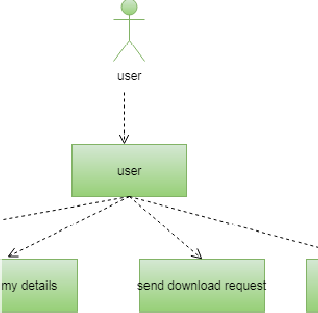 user
user
my details
send download request